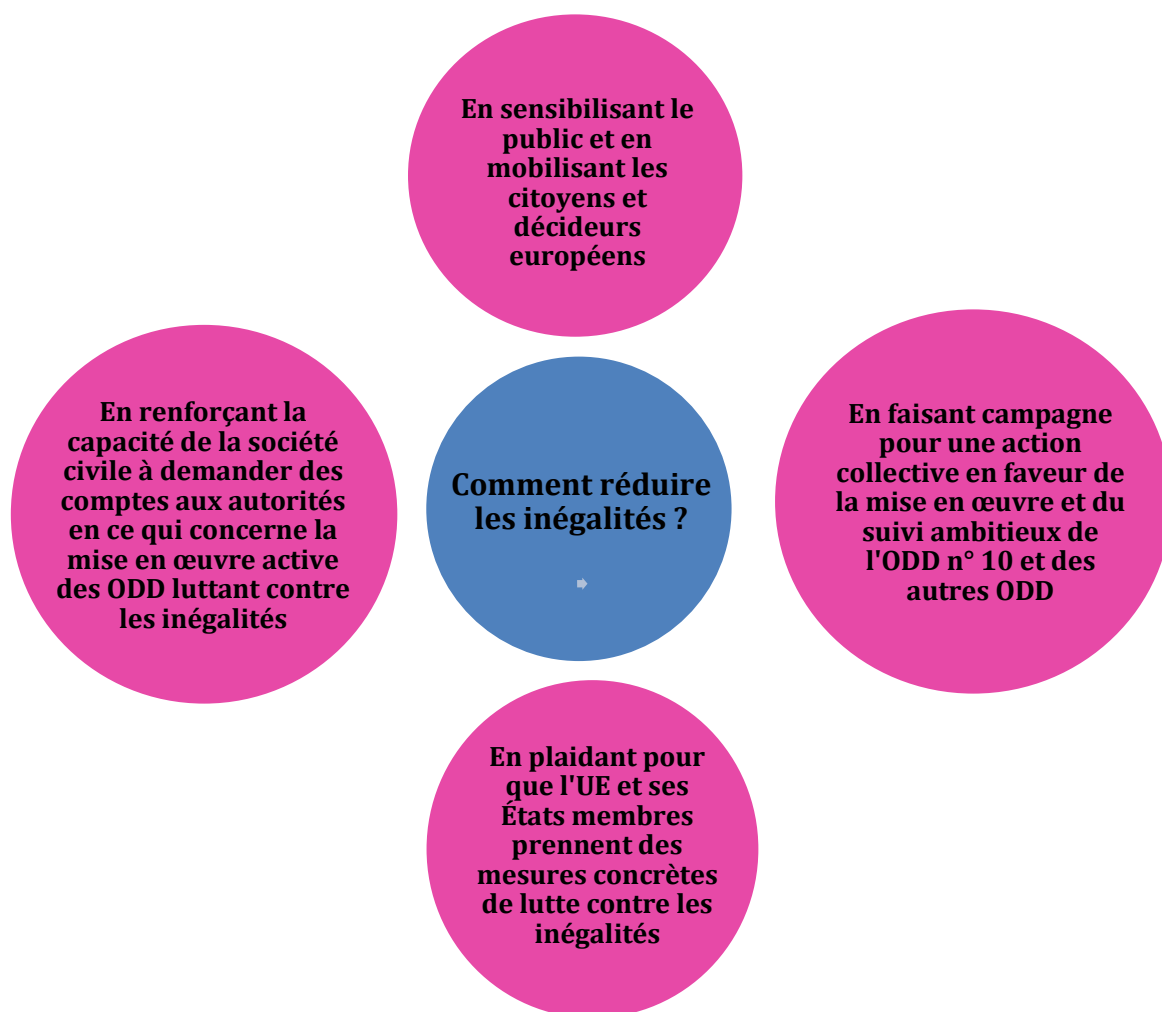 En sensibilisant le
public et en
mobilisant les
citoyens et
décideurs
européens
En renforçant la
capacité de la société
civile à demander des
comptes aux autorités
en ce qui concerne la
mise en œuvre active
des ODD luttant contre
les inégalités
Comment réduire
les inégalités ?
En faisant campagne
pour une action
collective en faveur de
la mise en œuvre et du
suivi ambitieux de
l'ODD n° 10 et des
autres ODD
En plaidant pour
que l'UE et ses
États membres
prennent des
mesures concrètes
de lutte contre les
inégalités